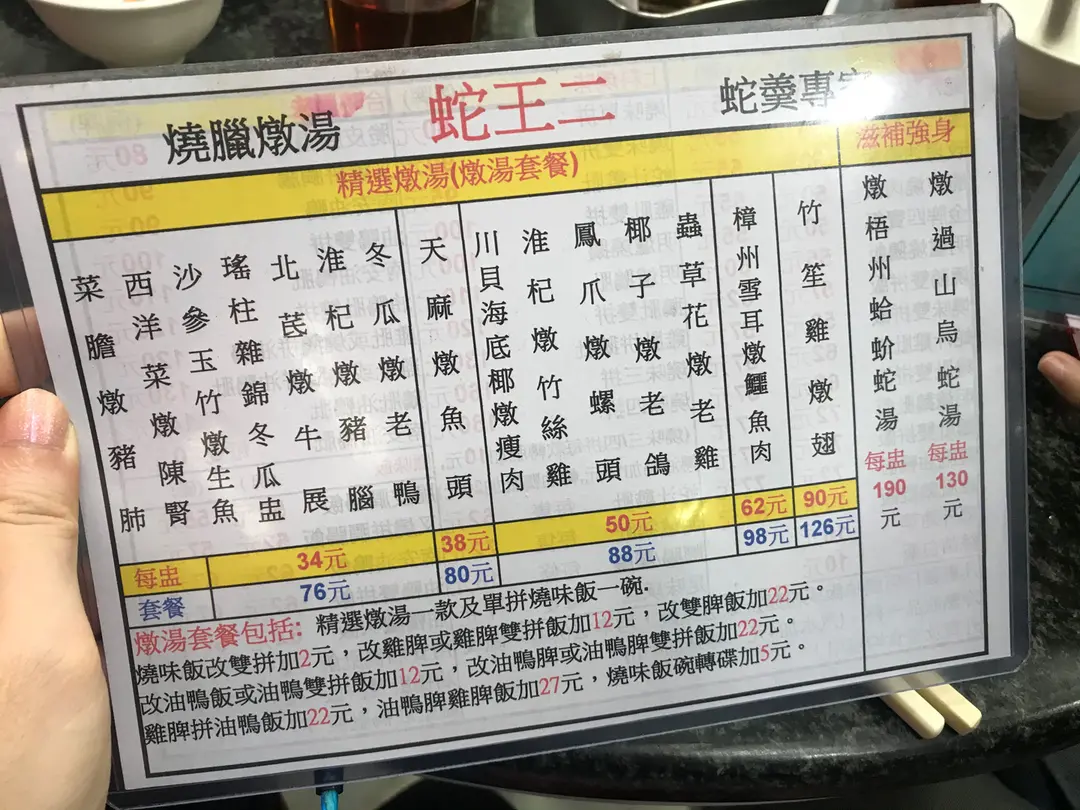 燒臘燉湯
蛇王二
蛇羹專家
精選燉湯(燉湯套餐)
滋補強身
菜膽燉豬肺
西洋菜燉陳腎
沙參玉竹燉生魚
瑤柱雜錦冬瓜盅
北芪燉牛展
淮杞燉豬腦
冬瓜燉老鴨
天麻燉魚頭
川貝海底椰燉瘦肉
淮杞燉竹絲雞
鳳爪燉螺頭
椰子燉老鴿
蟲草花燉老雞
樟州雪耳燉鱷魚肉
竹笙雞燉翅
燉梧州蛤蚧蛇湯
每盅
190
元
燉過山烏蛇湯
每盅
130
元
每盅 34元 38元 50元 62元 90元
套餐 76元 80元 88元 98元 126元
燉湯套餐包括: 精選燉湯一款及單拼燒味飯一碗.
燒味飯改雙拼加2元，改雞脾或雞脾雙拼飯加12元，改雙脾飯加22元。
改油鴨飯或油鴨雙拼飯加12元，改油鴨脾或油鴨脾雙拼飯加22元。
雞脾拼油鴨飯加22元，油鴨脾雞脾飯加27元，燒味飯碗轉碟加5元。